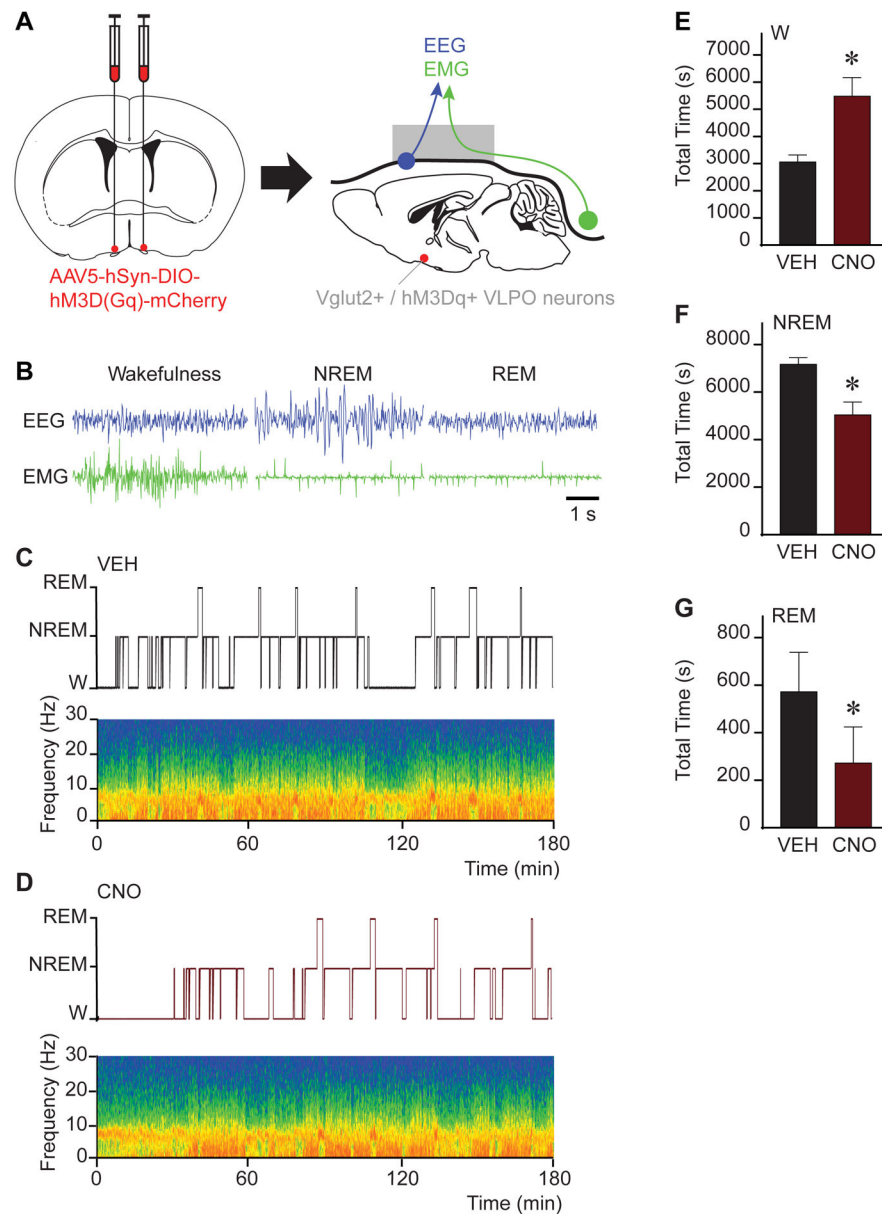 A
EEG
EMG
AAV5-hSyn-DIO-
hM3D(Gq)-mCherry
Vglut2+ / hM3Dq+ VLPO neurons
B
Wakefulness NREM REM
EEG
EMG
1 s
C
VEH
REM
NREM
W
Frequency (Hz)
30
20
10
0
0 60 120 180
Time (min)
D
CNO
REM
NREM
W
Frequency (Hz)
30
20
10
0
0 60 120 180
Time (min)
E
W
Total Time (s)
7000
6000
5000
4000
3000
2000
1000
0
*
VEH CNO
F
NREM
Total Time (s)
8000
6000
4000
2000
0
*
VEH CNO
G
REM
Total Time (s)
800
600
400
200
0
*
VEH CNO